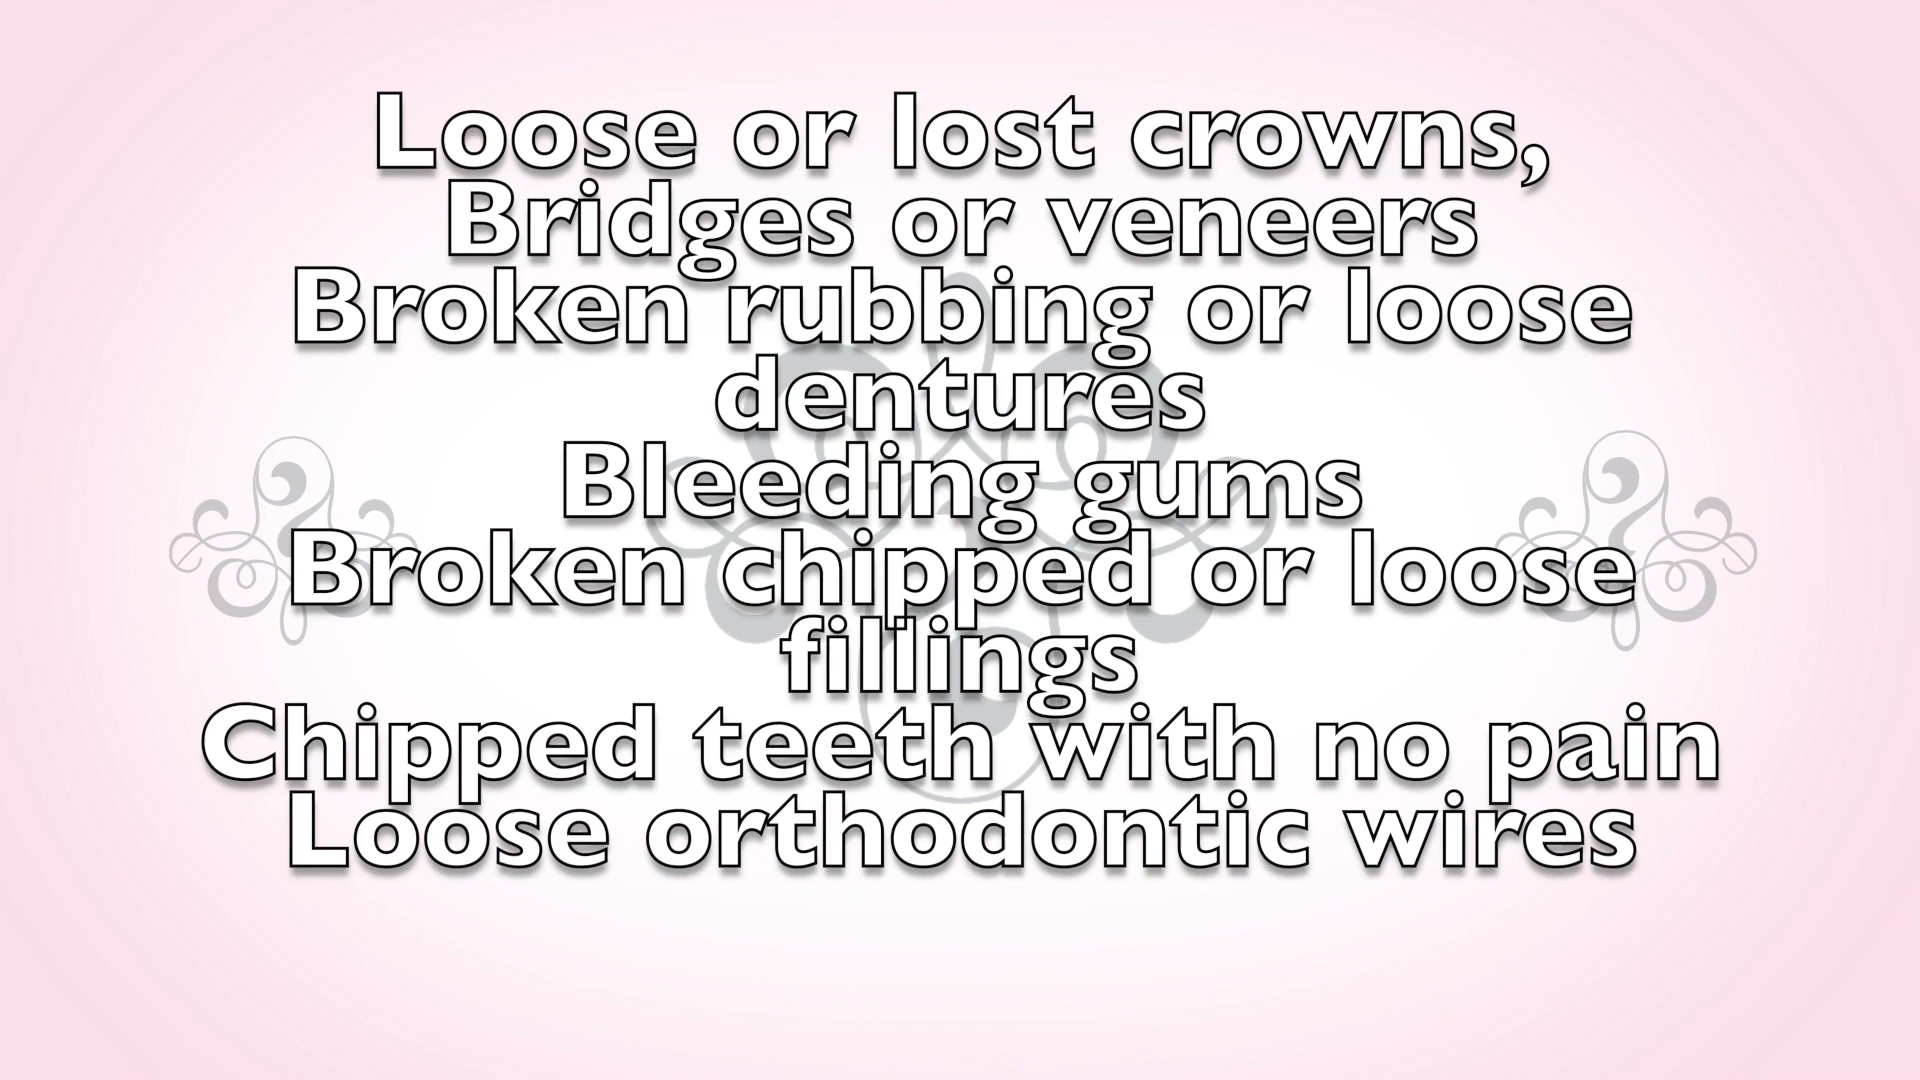 Loose or lost crowns,
Bridges or veneers
Broken rubbing or loose
dentures
Bleeding gums
Broken chipped or loose
fillings
Chipped teeth with no pain
Loose orthodontic wires